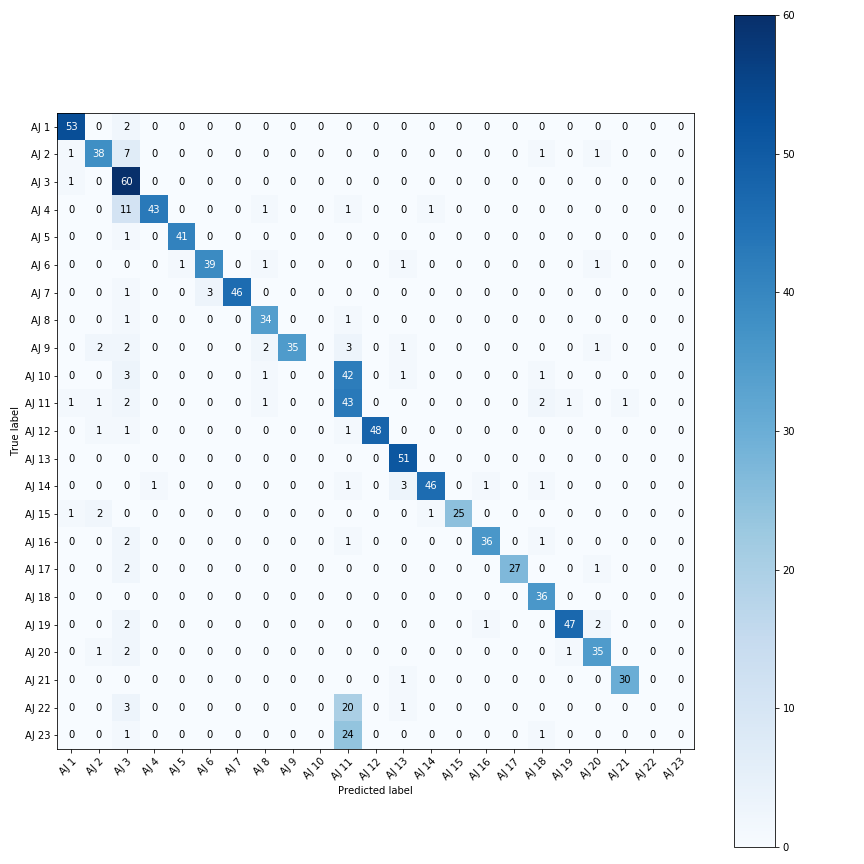 60
50
40
30
20
10
0
True label
AJ 1 53 0 2 0 0 0 0 0 0 0 0 0 0 0 0 0 0 0 0 0 0 0 0
AJ 2 1 38 7 0 0 0 0 0 0 0 0 0 0 0 0 0 0 1 0 1 0 0 0
AJ 3 1 0 60 0 0 0 0 0 0 0 0 0 0 0 0 0 0 0 0 0 0 0 0
AJ 4 0 0 11 43 0 0 0 1 0 0 1 0 0 1 0 0 0 0 0 0 0 0 0
AJ 5 0 0 1 0 41 0 0 0 0 0 0 0 0 0 0 0 0 0 0 0 0 0 0
AJ 6 0 0 0 0 1 39 0 1 0 0 0 0 1 0 0 0 0 0 0 1 0 0 0
AJ 7 0 0 1 0 0 3 46 0 0 0 0 0 0 0 0 0 0 0 0 0 0 0 0
AJ 8 0 0 1 0 0 0 0 34 0 0 1 0 0 0 0 0 0 0 0 0 0 0 0
AJ 9 0 2 2 0 0 0 0 2 35 0 3 0 1 0 0 0 0 0 0 1 0 0 0
AJ 10 0 0 3 0 0 0 0 1 0 0 42 0 1 0 0 0 0 1 0 0 0 0 0
AJ 11 1 1 2 0 0 0 0 1 0 0 43 0 0 0 0 0 0 2 1 0 1 0 0
AJ 12 0 1 1 0 0 0 0 0 0 0 1 48 0 0 0 0 0 0 0 0 0 0 0
AJ 13 0 0 0 0 0 0 0 0 0 0 0 0 51 0 0 0 0 0 0 0 0 0 0
AJ 14 0 0 0 1 0 0 0 0 0 0 1 0 3 46 0 1 0 1 0 0 0 0 0
AJ 15 1 2 0 0 0 0 0 0 0 0 0 0 0 1 25 0 0 0 0 0 0 0 0
AJ 16 0 0 2 0 0 0 0 0 0 0 1 0 0 0 0 36 0 1 0 0 0 0 0
AJ 17 0 0 2 0 0 0 0 0 0 0 0 0 0 0 0 0 27 0 0 1 0 0 0
AJ 18 0 0 0 0 0 0 0 0 0 0 0 0 0 0 0 0 0 36 0 0 0 0 0
AJ 19 0 0 2 0 0 0 0 0 0 0 0 0 0 0 0 1 0 0 47 2 0 0 0
AJ 20 0 1 2 0 0 0 0 0 0 0 0 0 0 0 0 0 0 0 1 35 0 0 0
AJ 21 0 0 0 0 0 0 0 0 0 0 0 0 1 0 0 0 0 0 0 0 30 0 0
AJ 22 0 0 3 0 0 0 0 0 0 0 20 0 1 0 0 0 0 0 0 0 0 0 0
AJ 23 0 0 1 0 0 0 0 0 0 0 24 0 0 0 0 0 0 1 0 0 0 0 0
AJ 1 AJ 2 AJ 3 AJ 4 AJ 5 AJ 6 AJ 7 AJ 8 AJ 9 AJ 10 AJ 11 AJ 12 AJ 13 AJ 14 AJ 15 AJ 16 AJ 17 AJ 18 AJ 19 AJ 20 AJ 21 AJ 22 AJ 23
Predicted label